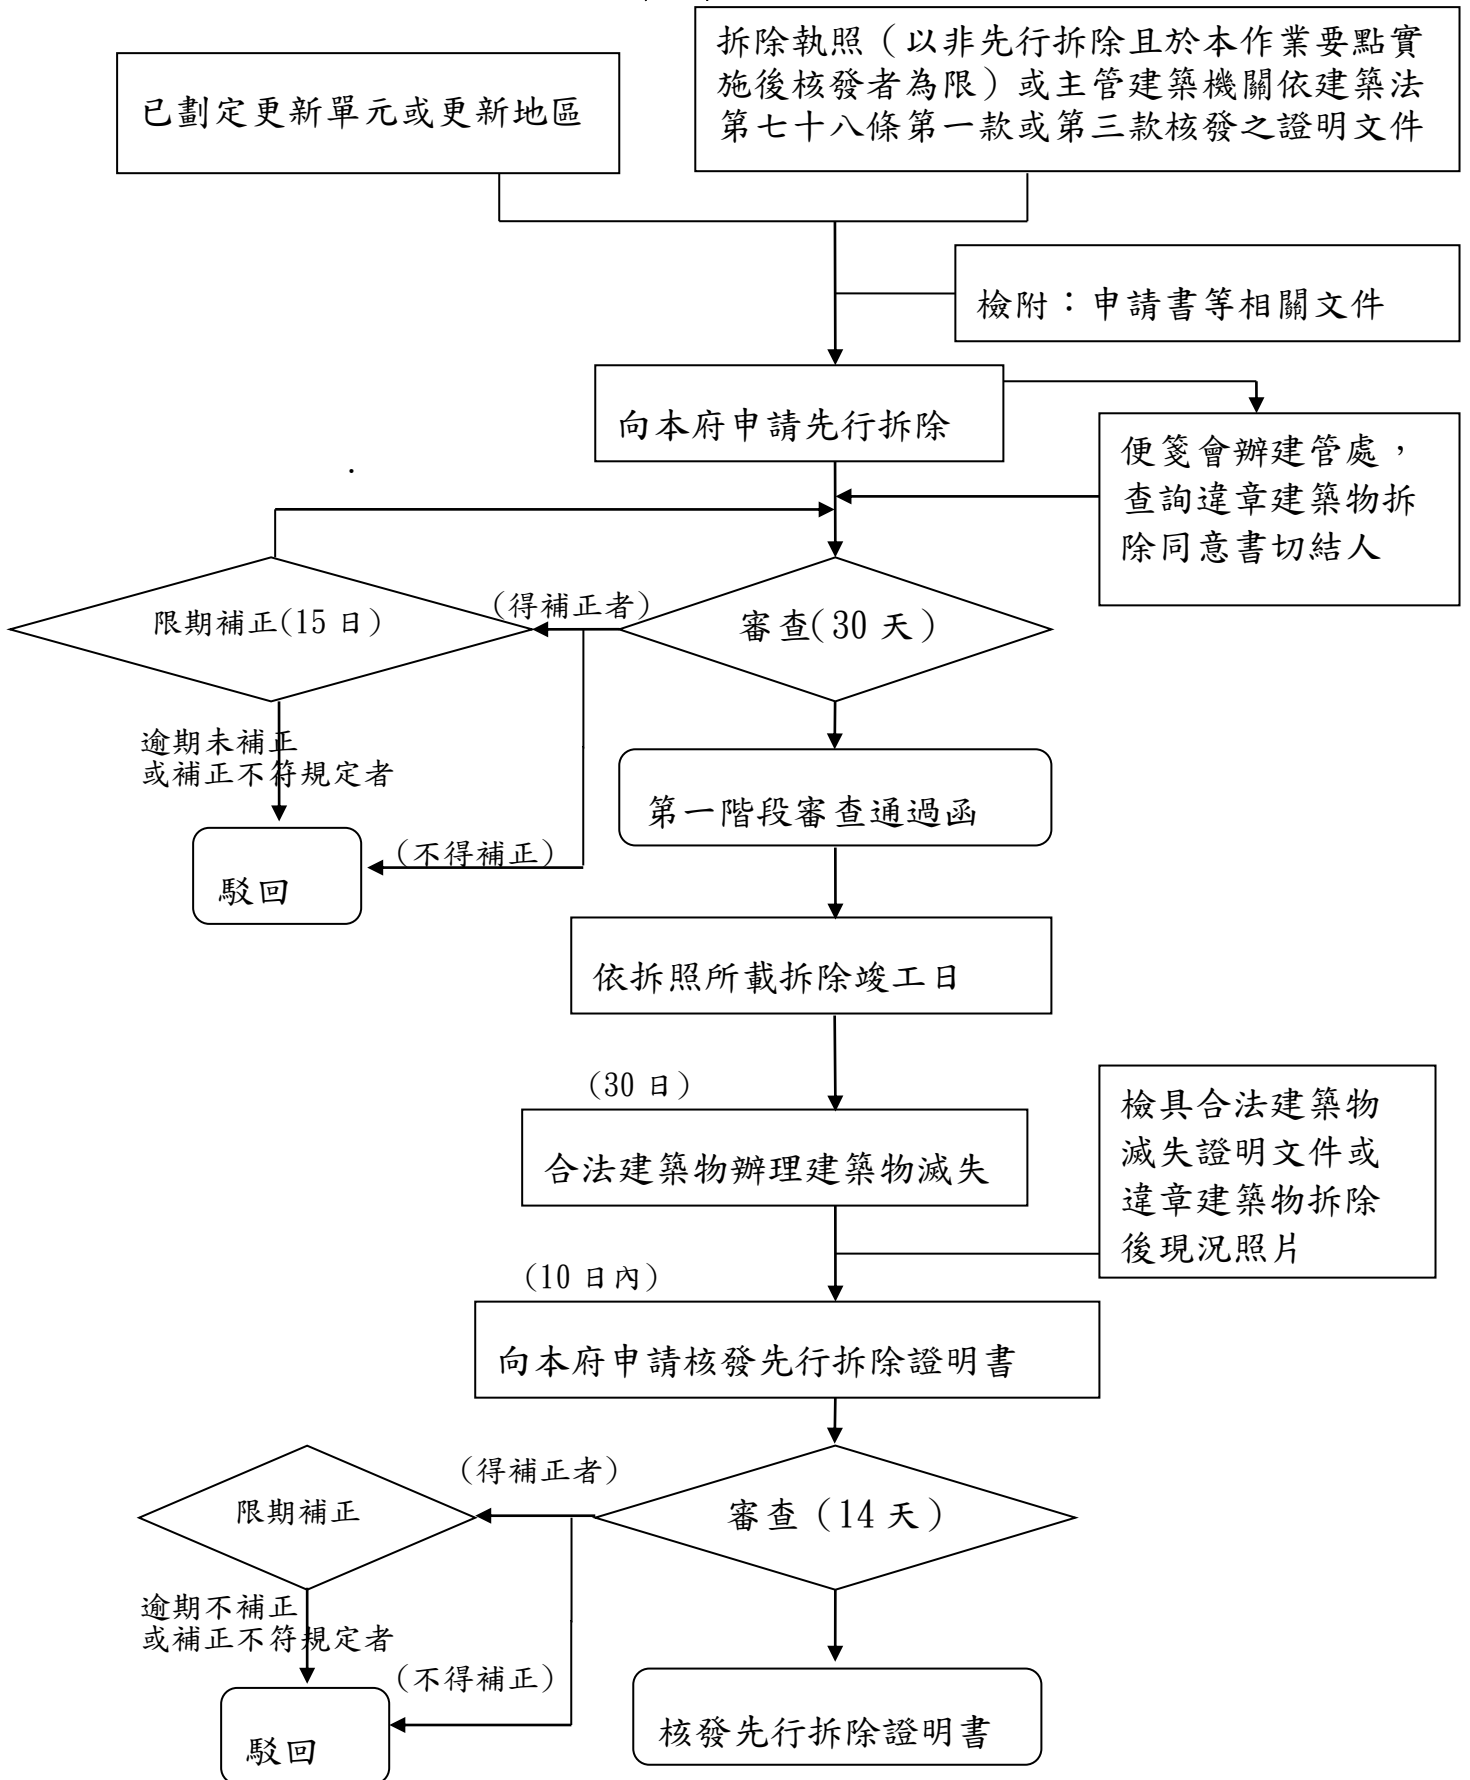 已劃定更新單元或更新地區
拆除執照（以非先行拆除且於本作業要點實
施後核發者為限）或主管建築機關依建築法
第七十八條第一款或第三款核發之證明文件
檢附：申請書等相關文件
向本府申請先行拆除
便箋會辦建管處，
查詢違章建築物拆
除同意書切結人
限期補正(15 日)
(得補正者)
審查(30 天)
逾期未補正
或補正不符規定者
第一階段審查通過函
(不得補正)
駁回
依拆照所載拆除竣工日
(30 日)
合法建築物辦理建築物滅失
檢具合法建築物
滅失證明文件或
違章建築物拆除
後現況照片
(10 日內)
向本府申請核發先行拆除證明書
(得補正者)
限期補正
審查（14 天）
逾期不補正
或補正不符規定者
(不得補正)
駁回
核發先行拆除證明書